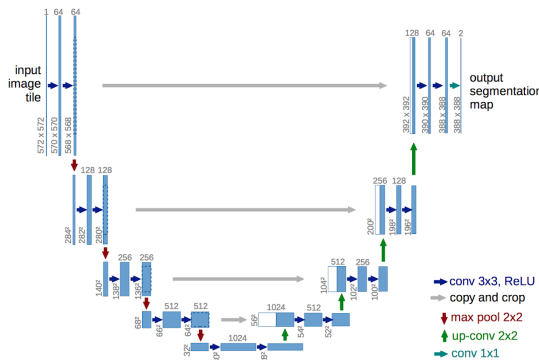 1 64 64
128 64 64 2
input
image
tile
output
segmentation
map
572 x 572
570 x 570
568 x 568
392 x 392
390 x 390
388 x 388
388 x 388
128 128
256 128
284²
282²
280²
200²
198²
196²
256 256
512 256
140²
138²
136²
104²
102²
100²
512 512
1024 512
68²
66²
64²
56²
54²
52²
1024
32²
conv 3x3, ReLU
copy and crop
max pool 2x2
up-conv 2x2
conv 1x1